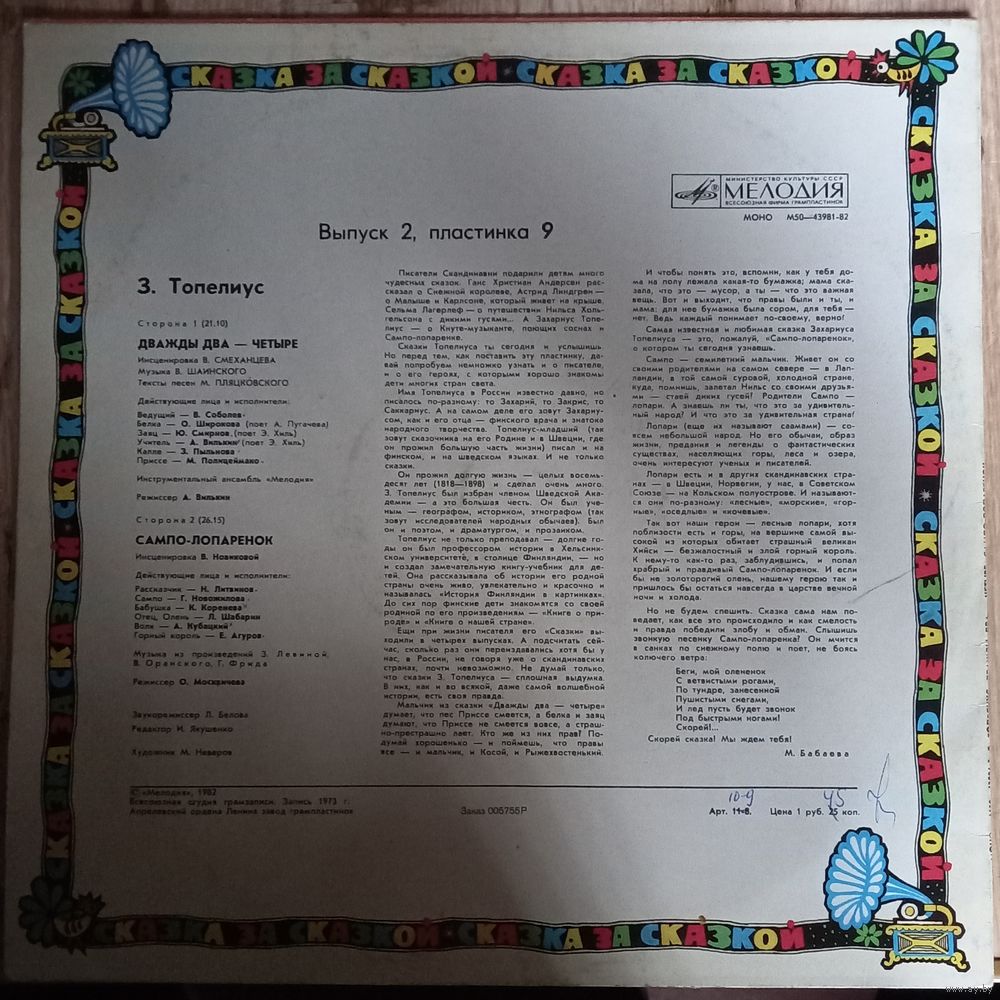 СКАЗКА ЗА СКАЗКОЙ * СКАЗКА ЗА СКАЗКОЙ
МИНИСТЕРСТВО КУЛЬТУРЫ СССР
МЕЛОДИЯ
ВСЕСОЮЗНАЯ ФИРМА ГРАМПЛАСТИНОК
МОНО М50—43981-82
Выпуск 2, пластинка 9
З. Топелиус
Сторона 1 (21.10)
ДВАЖДЫ ДВА — ЧЕТЫРЕ
Инсценировка В. СМЕХАНЦЕВА
Музыка В. ШАИНСКОГО
Тексты песен М. ПЛЯЦКОВСКОГО
Действующие лица и исполнители:
Ведущий — В. Соболев
Белка — О. Широкова (поет А. Пугачева)
Заяц — Ю. Смирнов (поет Э. Хиль)
Учитель — А. Вилькин (поет Э. Хиль)
Калле — З. Пыльнова
Приссе — М. Полицеймако
Инструментальный ансамбль «Мелодия»
Режиссер А. Вилькин
Сторона 2 (26.15)
САМПО-ЛОПАРЕНОК
Инсценировка В. Новиковой
Действующие лица и исполнители:
Рассказчик — Н. Литвинов
Сампо — Г. Новожилова
Бабушка — К. Коренева
Отец, Олень — Л. Шабарин
Волк — А. Кубацкий
Горный король — Е. Агуров
Музыка из произведений З. Левиной,
В. Оранского, Г. Фрида
Режиссер О. Москвичева
Звукорежиссер Л. Белова
Редактор И. Якушенко
Художник М. Неверов
Писатели Скандинавии подарили детям много
чудесных сказок. Ганс Христиан Андерсен рас-
сказал о Снежной королеве, Астрид Линдгрен —
о Малыше и Карлсоне, который живет на крыше,
Сельма Лагерлеф — о путешествии Нильса Холь-
гельсона с дикими гусями... А Захариус Топе-
лиус — о Кнуте-музыканте, поющих соснах и
Сампо-лопаренке.
Сказки Топелиуса ты сегодня и услышишь.
Но перед тем, как поставить эту пластинку, да-
вай попробуем немножко узнать и о писателе,
и о его героях, с которыми хорошо знакомы
дети многих стран света.
Имя Топелиуса в России известно давно, но
писалось по-разному: то Захарий, то Закрис, то
Саккариус. А на самом деле его зовут Захариу-
сом, как и его отца — финского врача и знатока
народного творчества. Топелиус-младший (так
зовут сказочника на его Родине и в Швеции, где
он прожил большую часть жизни) писал и на
финском, и на шведском языках. И не только
сказки.
Он прожил долгую жизнь — целых восемь-
десят лет (1818—1898) и сделал очень много.
З. Топелиус был избран членом Шведской Ака-
демии — а это большая честь. Он был уче-
ным — географом, историком, этнографом (так
зовут исследователей народных обычаев). Был
он и поэтом, и драматургом, и прозаиком.
Топелиус не только преподавал — долгие го-
ды он был профессором истории в Хельсин-
ском университете, в столице Финляндии, — но
и создал замечательную книгу-учебник для де-
тей. Она рассказывала об истории его родной
страны очень живо, увлекательно и красочно и
называлась «История Финляндии в картинках».
До сих пор финские дети знакомятся со своей
родиной по его произведениям — «Книге о при-
роде» и «Книге о нашей стране».
Еще при жизни писателя его «Сказки» вы-
ходили в четырех выпусках. А подсчитать сей-
час, сколько раз они переиздавались хотя бы у
нас, в России, не говоря уже о скандинавских
странах, почти невозможно. Не думай только,
что сказки З. Топелиуса — сплошная выдумка.
В них, как и во всякой, даже самой волшебной
истории, есть своя правда.
Мальчик из сказки «Дважды два — четыре»
думает, что пес Приссе смеется, а белка и заяц
думают, что Приссе не смеется вовсе, а страш-
но-престрашно лает. Кто же из них прав? По-
думай хорошенько — и поймешь, что правы
все — и мальчик, и Косой, и Рыжехвостенький.
И чтобы понять это, вспомни, как у тебя до-
ма на полу лежала какая-то бумажка; мама ска-
зала, что это — мусор, а ты — что это важная
вещь. Вот и выходит, что правы были и ты, и
мама: для нее бумажка была сором, для тебя —
нет. Ведь каждый понимает по-своему, верно!
Самая известная и любимая сказка Захариуса
Топелиуса — это, пожалуй, «Сампо-лопаренок»,
о котором ты сегодня узнаешь.
Сампо — семилетний мальчик. Живет он со
своими родителями на самом севере — в Лап-
ландии, в той самой суровой, холодной стране,
куда, помнишь, залетал Нильс со своими друзья-
ми — стаей диких гусей! Родители Сампо —
лопари. А знаешь ли ты, что это за удивитель-
ный народ! И что это за удивительная страна!
Лопари (еще их называют саамами) — со-
всем небольшой народ. Но его обычаи, образ
жизни, предания и легенды о фантастических
существах, населяющих горы, леса и озера,
очень интересуют ученых и писателей.
Лопари есть и в других скандинавских стра-
нах — в Швеции, Норвегии, у нас, в Советском
Союзе — на Кольском полуострове. И называют-
ся они по-разному: «лесные», «морские», «гор-
ные», «оседлые» и «кочевые».
Так вот наши герои — лесные лопари, хотя
поблизости есть и горы, на вершине самой вы-
сокой из которых обитает страшный великан
Хийси — безжалостный и злой горный король.
К нему-то как-то раз, заблудившись, и попал
храбрый и правдивый Сампо-лопаренок. И если
бы не золоторогий олень, нашему герою так и
пришлось бы остаться навсегда в царстве вечной
ночи и холода.
Но не будем спешить. Сказка сама нам по-
ведает, как все это происходило и как смелость
и правда победили злобу и обман. Слышишь
звонкую песенку Сампо-лопаренка? Он мчится
в санках по снежному полю и поет, не боясь
колючего ветра:
Беги, мой олененок
С ветвистыми рогами,
По тундре, занесенной
Пушистыми снегами,
И лед пусть будет звонок
Под быстрыми ногами!
Скорей!...
Скорей сказка! Мы ждем тебя!
М. Бабаева
© «Мелодия», 1982
Всесоюзная студия грамзаписи. Запись 1973 г.
Апрелевский ордена Ленина завод грампластинок
Заказ 005755Р
10-9
45
Арт. 11-8. Цена 1 руб. 25 коп.
СКАЗКА ЗА СКАЗКОЙ * СКАЗКА ЗА СКАЗКОЙ
СКАЗКА ЗА СКАЗКОЙ * СКАЗКА ЗА СКАЗКОЙ
СКАЗКА ЗА СКАЗКОЙ * СКАЗКА ЗА СКАЗКОЙ
www.ay.by